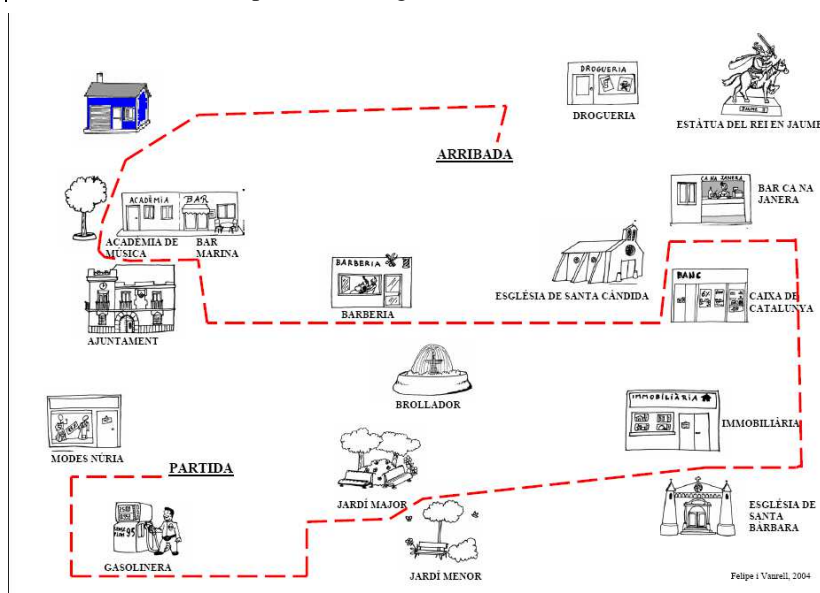 DROGUERIA
DROGUERIA
JAUME I
ESTÀTUA DEL REI EN JAUME
ARRIBADA
CA NA JANERA
BAR CA NA
JANERA
ACADÈMIA
BAR
ACADÈMIA DE
MÚSICA
BAR
MARINA
BARBERIA
BARBERIA
ESGLÉSIA DE SANTA CÀNDIDA
BANC
CAIXA DE
CATALUNYA
AJUNTAMENT
BROLLADOR
IMMOBILIÀRIA
IMMOBILIÀRIA
MODES NÚRIA
PARTIDA
JARDÍ MAJOR
95
GASOLINERA
JARDÍ MENOR
ESGLÉSIA DE
SANTA
BÀRBARA
Felipe i Vanrell, 2004